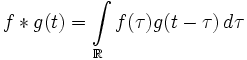 f ∗ g(t) = ∫_ℝ f(τ)g(t − τ) dτ